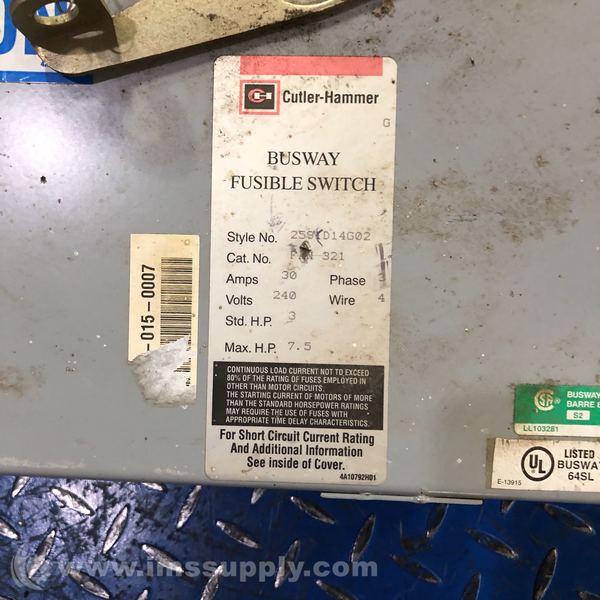 Cutler-Hammer
G
BUSWAY
FUSIBLE SWITCH
Style No.
Cat. No. 321
Amps 30 Phase 3
Volts 240 Wire 4
Std. H.P. 3
Max. H.P. 7.5
CONTINUOUS LOAD CURRENT NOT TO EXCEED
80% OF THE RATING OF FUSES EMPLOYED IN
OTHER THAN MOTOR CIRCUITS.
THE STARTING CURRENT OF MOTORS OF MORE
THAN THE STANDARD HORSEPOWER RATINGS
MAY REQUIRE THE USE OF FUSES WITH
APPROPRIATE TIME DELAY CHARACTERISTICS.
For Short Circuit Current Rating
And Additional Information
See inside of Cover.
4A10792H01
-015-0007
BUSWAY
BARRE
S2
LL103281
UL
LISTED
BUSWAY
64SL
E-13915
www.imssupply.com